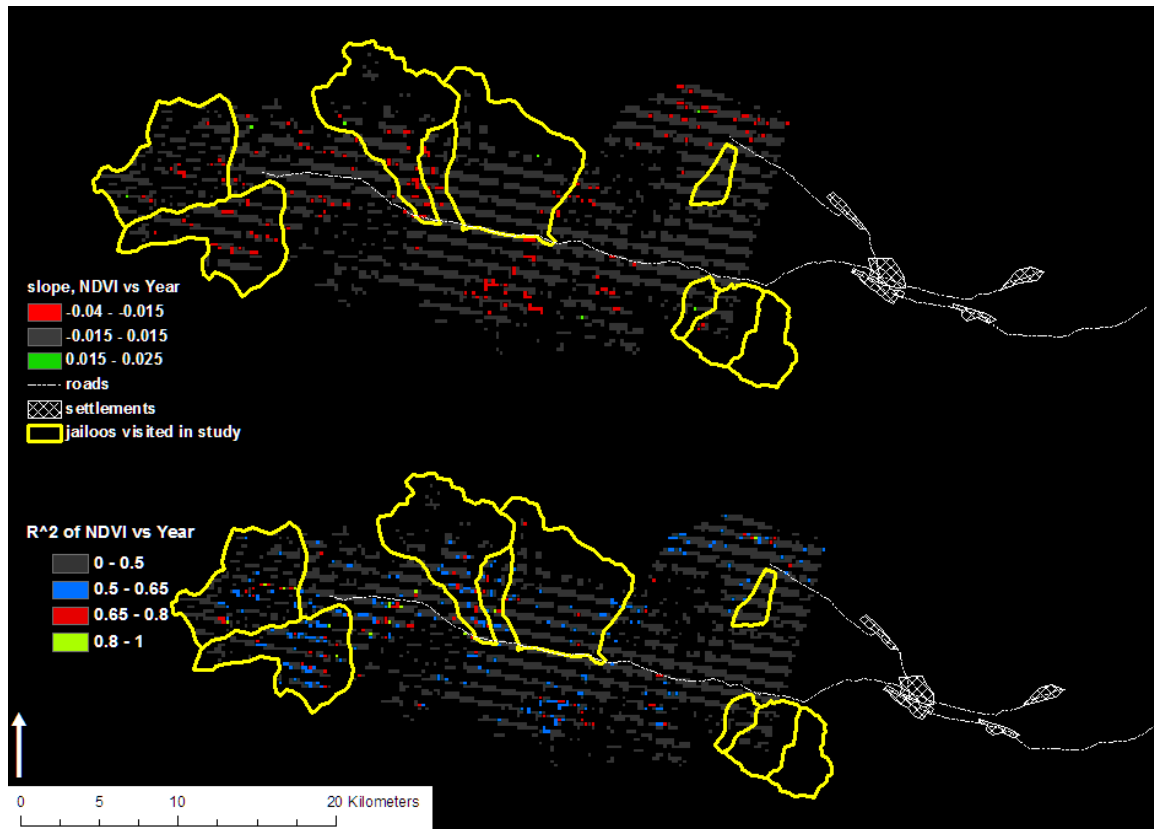 slope, NDVI vs Year
-0.04 - -0.015
-0.015 - 0.015
0.015 - 0.025
roads
settlements
jailoos visited in study
R^2 of NDVI vs Year
0 - 0.5
0.5 - 0.65
0.65 - 0.8
0.8 - 1
0 5 10 20 Kilometers